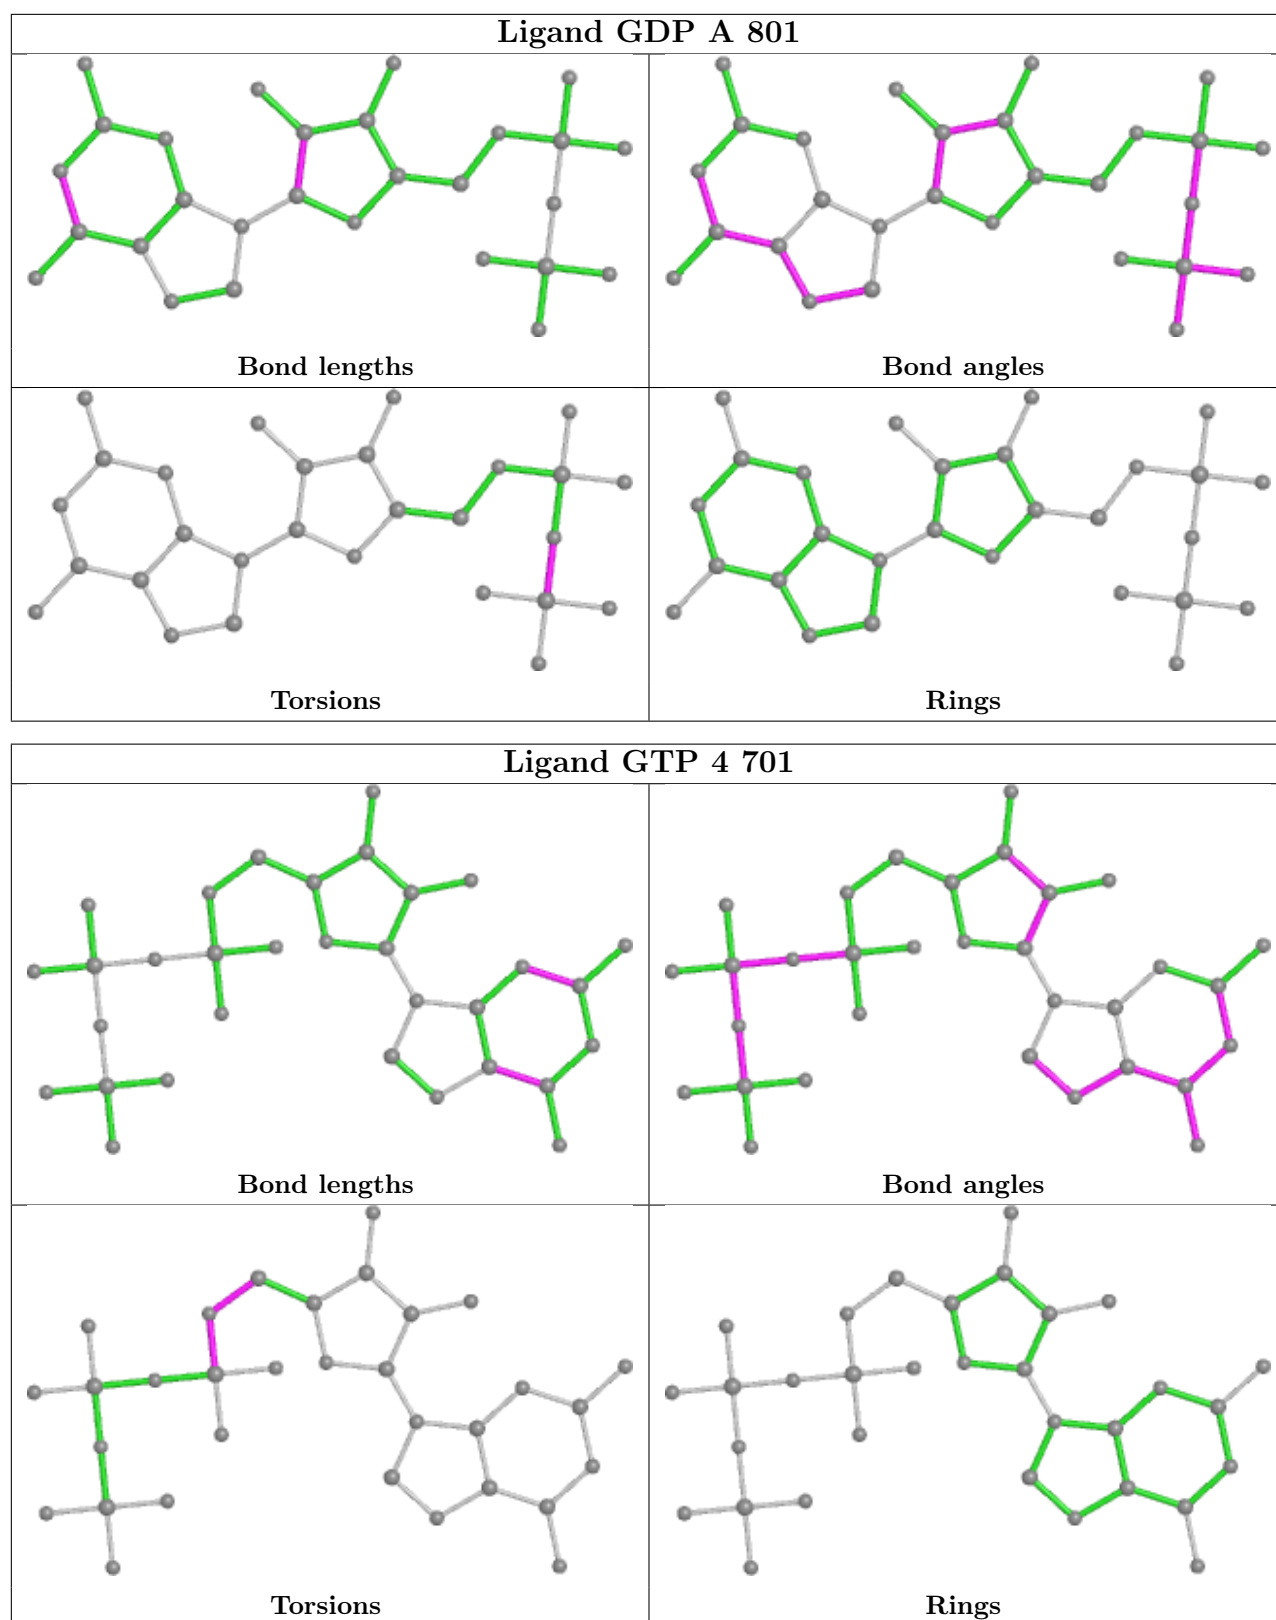 Ligand GDP A 801
Bond lengths
Bond angles
Torsions
Rings
Ligand GTP 4 701
Bond lengths
Bond angles
Torsions
Rings